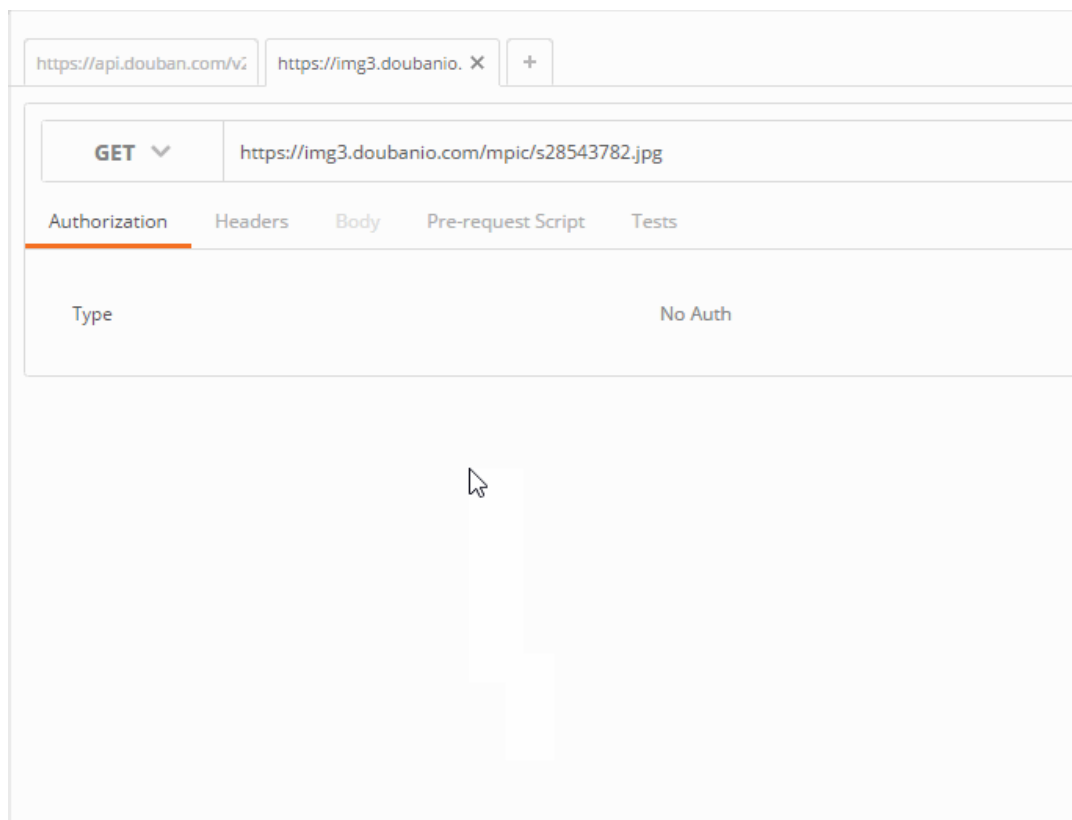 https://api.douban.com/v2 https://img3.doubanio. +
GET https://img3.doubanio.com/mpic/s28543782.jpg
Authorization Headers Body Pre-request Script Tests
Type No Auth